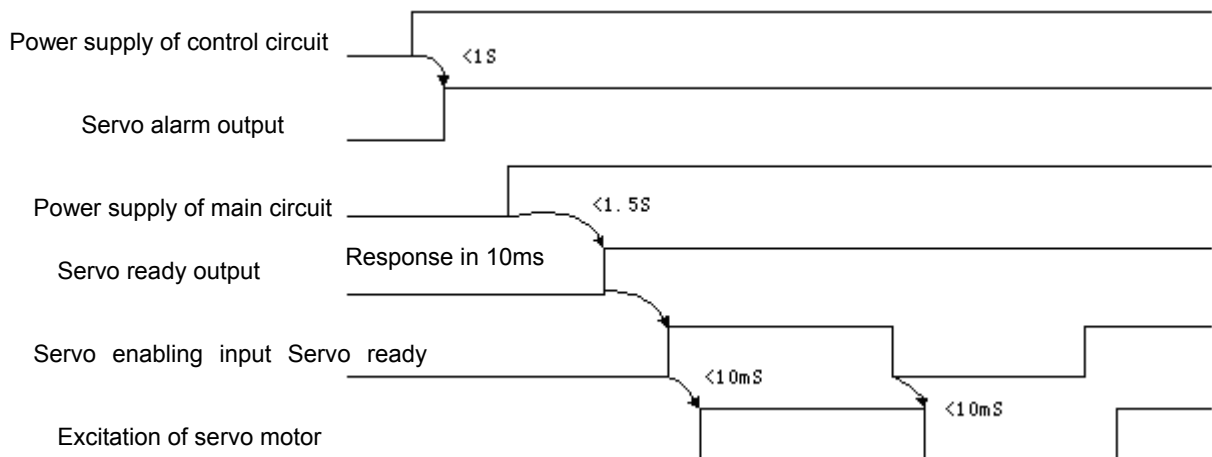 Power supply of control circuit
<1S
Servo alarm output
Power supply of main circuit
<1.5S
Response in 10ms
Servo ready output
Servo enabling input Servo ready
<10mS
<10mS
Excitation of servo motor